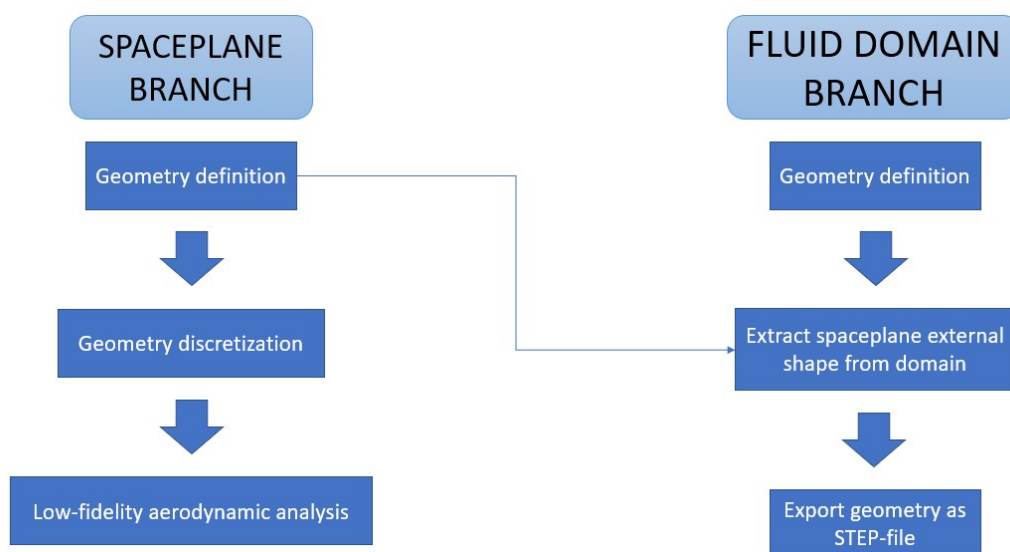 SPACEPLANE
BRANCH
Geometry definition
Geometry discretization
Low-fidelity aerodynamic analysis
FLUID DOMAIN
BRANCH
Geometry definition
Extract spaceplane external
shape from domain
Export geometry as
STEP-file